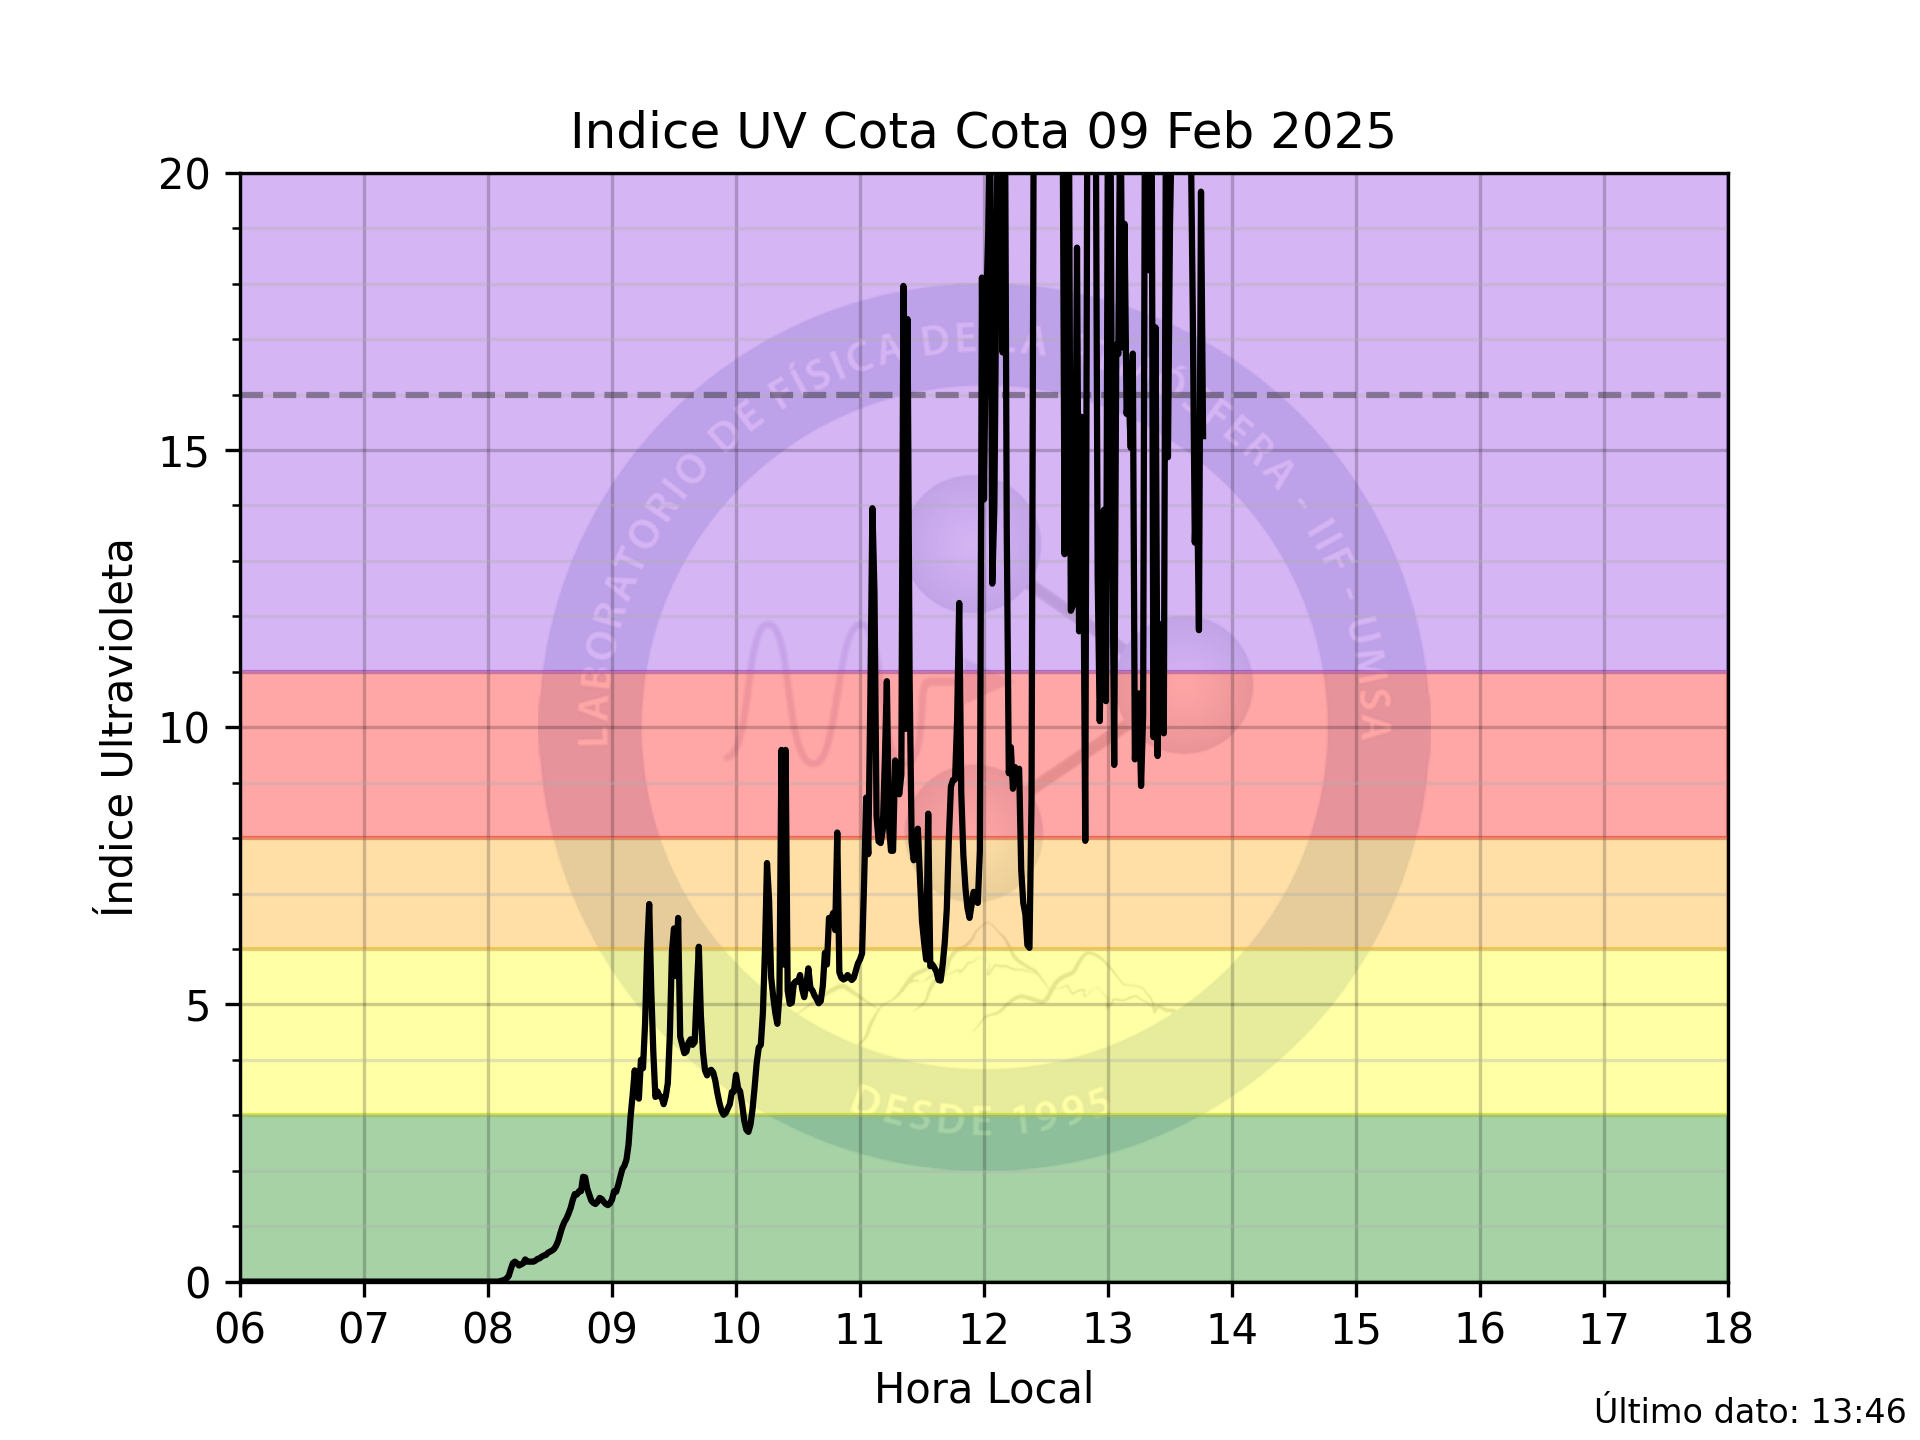 Indice UV Cota Cota 09 Feb 2025
20
15
10
5
0
Índice Ultravioleta
LABORATORIO DE FÍSICA DE LA
ÓSFERA - IIF - UMSA
DESDE 1995
06 07 08 09 10 11 12 13 14 15 16 17 18
Hora Local
Último dato: 13:46